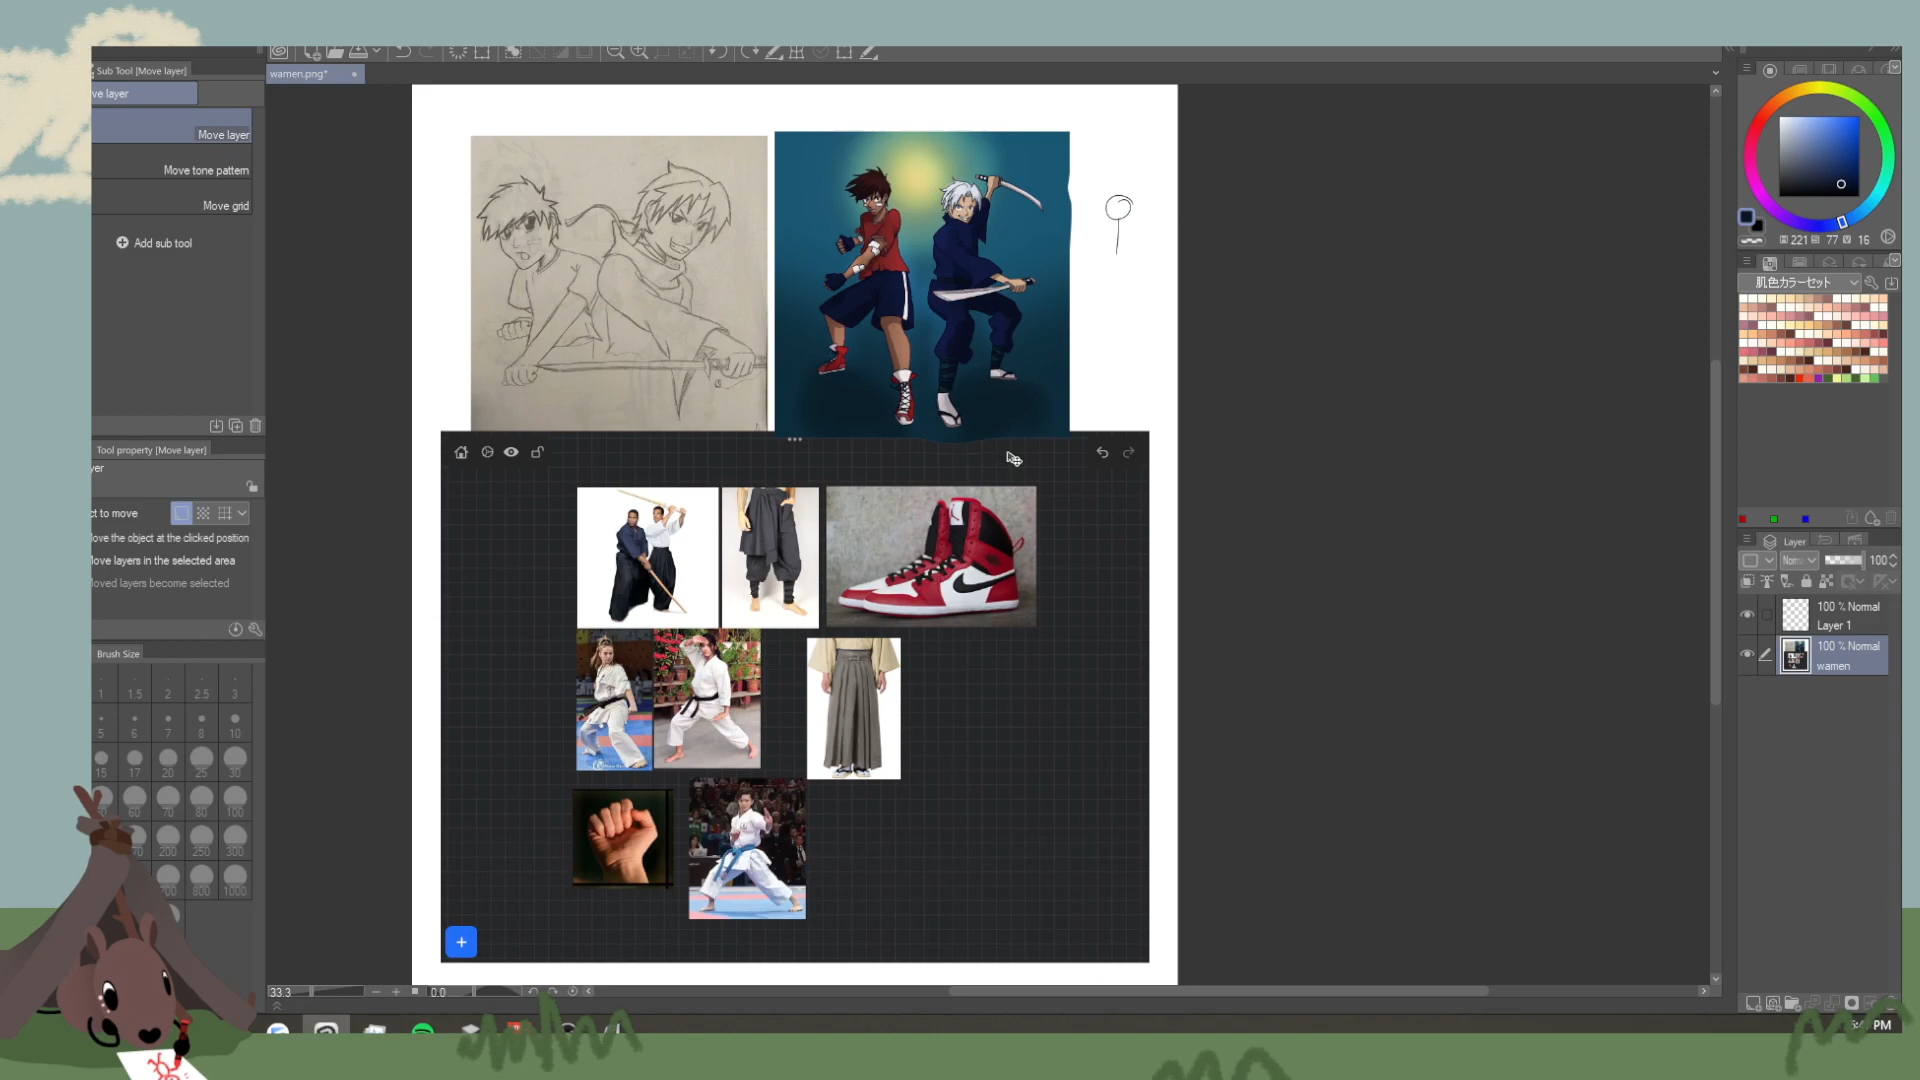 Sub Tool [Move layer]
ve layer
Move layer
Move tone pattern
Move grid
Add sub tool
Tool property [Move layer]
yer
ct to move
ove the object at the clicked position
ove layers in the selected area
oved layers become selected
Brush Size
1 1.5 2 2.5 3
5 6 7 8 10
15 17 20 25 30
60 70 80 100
200 250 300
700 800 1000
wamen.png*
33.3
0.0
221 77 16
肌色カラーセット
Layer
Normal 100
100 % Normal
Layer 1
100 % Normal
wamen
PM